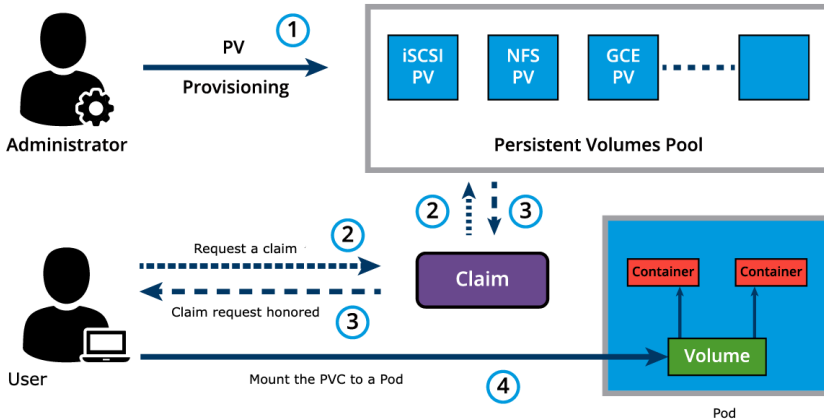 PV
1
Provisioning
Administrator
iSCSI
PV
NFS
PV
GCE
PV
Persistent Volumes Pool
2
3
Request a claim
2
Claim request honored
3
Claim
Container
Container
Volume
User
Mount the PVC to a Pod
4
Pod